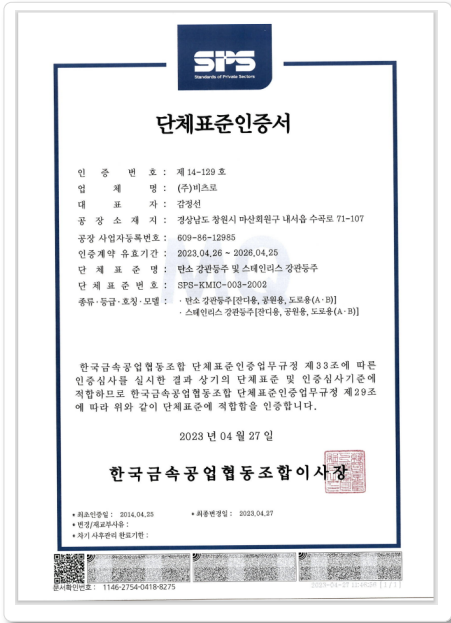 SPS
Standards of Private Sectors
단체표준인증서
인 증 번 호 : 제 14-129 호
업 체 명 : (주)비츠로
대 표 자 : 감정선
공 장 소 재 지 : 경상남도 창원시 마산회원구 내서읍 수곡로 71-107
공장 사업자등록번호 : 609-86-12985
인증계약 유효기간 : 2023.04.26 ~ 2026.04.25
단 체 표 준 명 : 탄소 강관등주 및 스테인리스 강관등주
단 체 표 준 번 호 : SPS-KMIC-003-2002
종류·등급·호칭·모델 : · 탄소 강관등주[잔디용, 공원용, 도로용(A·B)]
· 스테인리스 강관등주[잔디용, 공원용, 도로용(A·B)]
한국금속공업협동조합 단체표준인증업무규정 제33조에 따른
인증심사를 실시한 결과 상기의 단체표준 및 인증심사기준에
적합하므로 한국금속공업협동조합 단체표준인증업무규정 제29조
에 따라 위와 같이 단체표준에 적합함을 인증합니다.
2023 년 04 월 27 일
한국금속공업협동조합이사장
• 최초인증일 : 2014.04.25 • 최종변경일 : 2023.04.27
• 변경/재교부사유 :
• 자기 사후관리 완료기한 :
문서확인번호 : 1146-2754-0418-8275